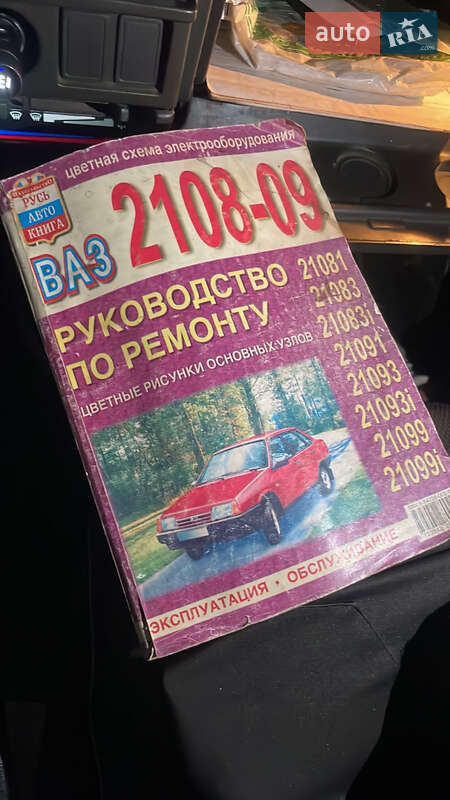 auto RIA
.com
цветная схема электрооборудования
РУСЬ
АВТО
КНИГА
ВАЗ 2108-09
РУКОВОДСТВО
ПО РЕМОНТУ
ЦВЕТНЫЕ РИСУНКИ ОСНОВНЫХ УЗЛОВ
21081
21083
21083i
21091
21093
21093i
21099
21099i
ЭКСПЛУАТАЦИЯ • ОБСЛУЖИВАНИЕ